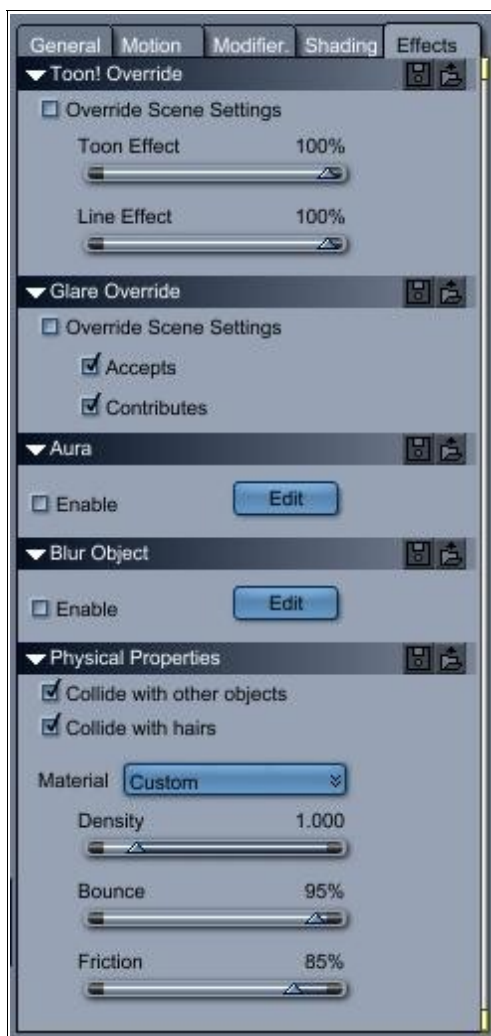 General Motion Modifier. Shading Effects
Toon! Override
Override Scene Settings
Toon Effect 100%
Line Effect 100%
Glare Override
Override Scene Settings
Accepts
Contributes
Aura
Enable Edit
Blur Object
Enable Edit
Physical Properties
Collide with other objects
Collide with hairs
Material Custom
Density 1.000
Bounce 95%
Friction 85%